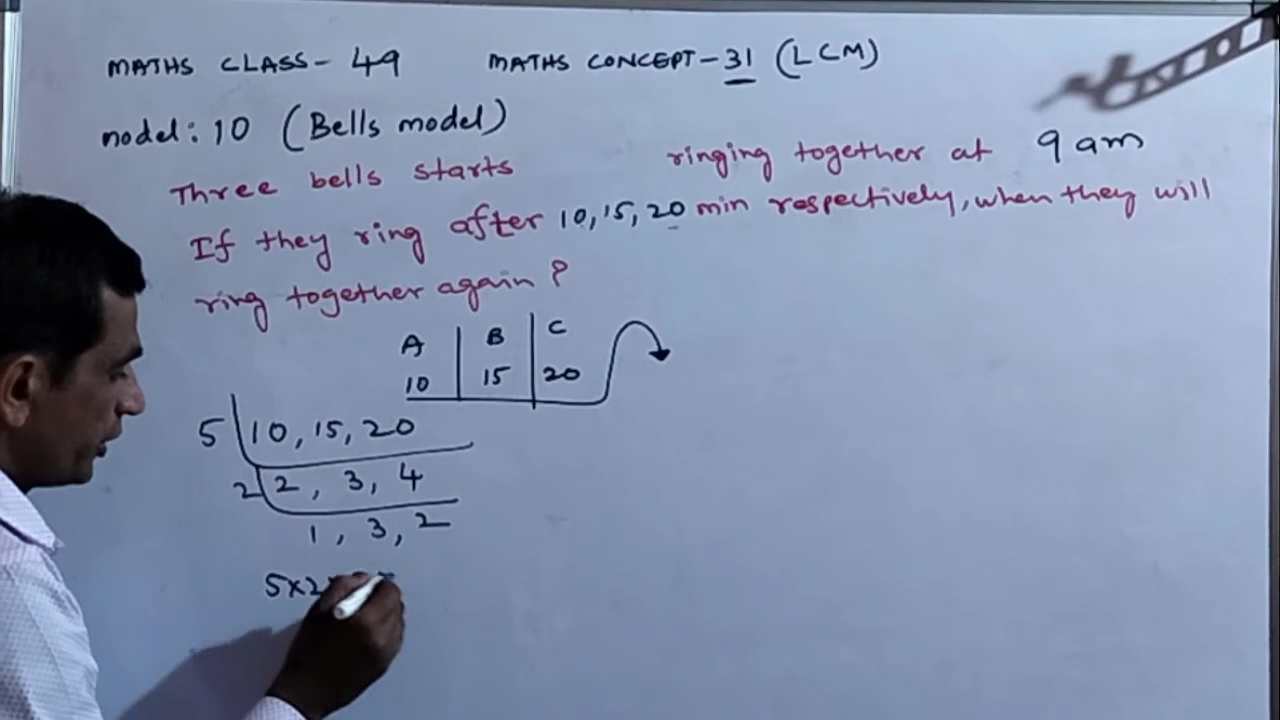 MATHS CLASS - 49 MATHS CONCEPT - 31 (LCM)
model: 10 (Bells model)
Three bells starts ringing together at 9 am
If they ring after 10, 15, 20 min respectively, when they will
ring together again?
A B C
10 15 20
5 10, 15, 20
2 2, 3, 4
1, 3, 2
5x2